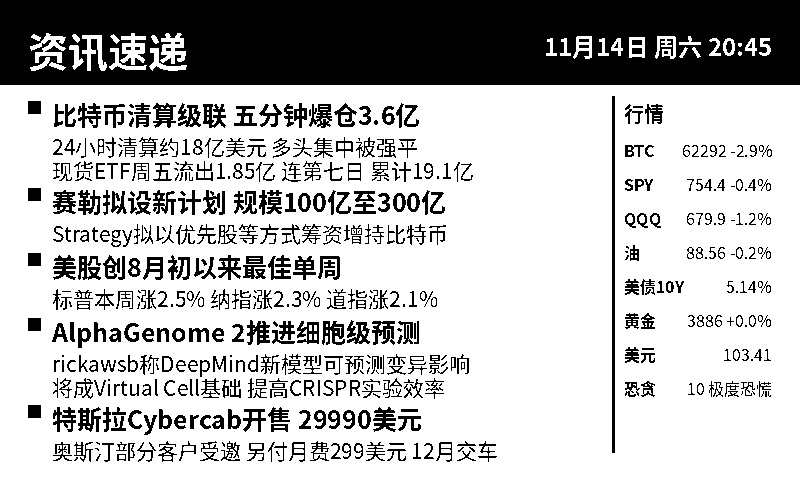 资讯速递
11月14日 周六 20:45
比特币清算级联 五分钟爆仓3.6亿
24小时清算约18亿美元 多头集中被强平
现货ETF周五流出1.85亿 连第七日 累计19.1亿
赛勒拟设新计划 规模100亿至300亿
Strategy拟以优先股等方式筹资增持比特币
美股创8月初以来最佳单周
标普本周涨2.5% 纳指涨2.3% 道指涨2.1%
AlphaGenome 2推进细胞级预测
rickawsb称DeepMind新模型可预测变异影响
将成Virtual Cell基础 提高CRISPR实验效率
特斯拉Cybercab开售 29990美元
奥斯汀部分客户受邀 另付月费299美元 12月交车
行情
BTC 62292 -2.9%
SPY 754.4 -0.4%
QQQ 679.9 -1.2%
油 88.56 -0.2%
美债10Y 5.14%
黄金 3886 +0.0%
美元 103.41
恐贪 10 极度恐慌